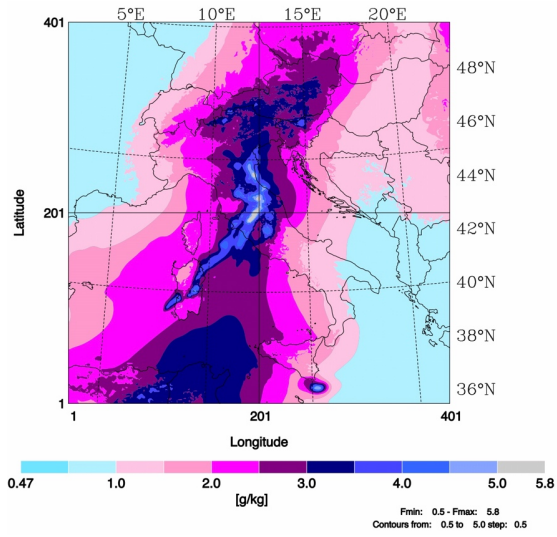 5°E 10°E 15°E 20°E
401
48°N
46°N
44°N
201
42°N
40°N
38°N
36°N
1
1 201 401
Latitude
Longitude
0.47 1.0 2.0 3.0 4.0 5.0 5.8
[g/kg]
Fmin: 0.5 - Fmax: 5.8
Contours from: 0.5 to 5.0 step: 0.5